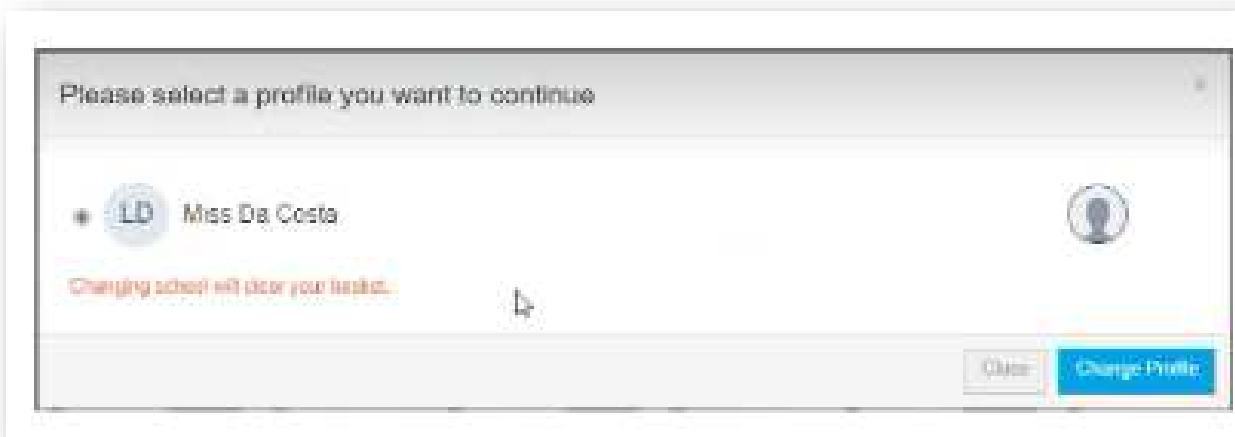 Please select a profile you want to continue
×
LD Miss Da Costa
Changing school will clear your basket.
Close Change Profile